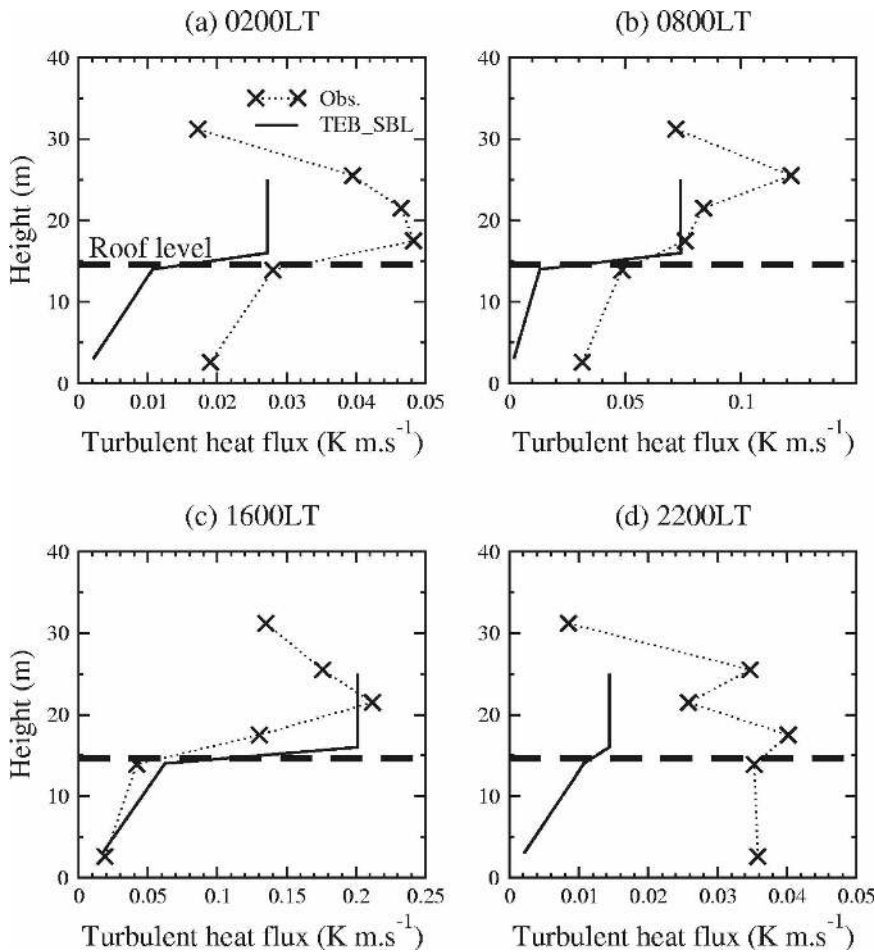 (a) 0200LT
(b) 0800LT
40
30
20
10
0
Height (m)
Obs.
TEB_SBL
Roof level
0 0.01 0.02 0.03 0.04 0.05
Turbulent heat flux (K m.s⁻¹)
40
30
20
10
0
0 0.05 0.1
Turbulent heat flux (K m.s⁻¹)
(c) 1600LT
(d) 2200LT
40
30
20
10
0
Height (m)
0 0.05 0.1 0.15 0.2 0.25
Turbulent heat flux (K m.s⁻¹)
40
30
20
10
0
0 0.01 0.02 0.03 0.04 0.05
Turbulent heat flux (K m.s⁻¹)